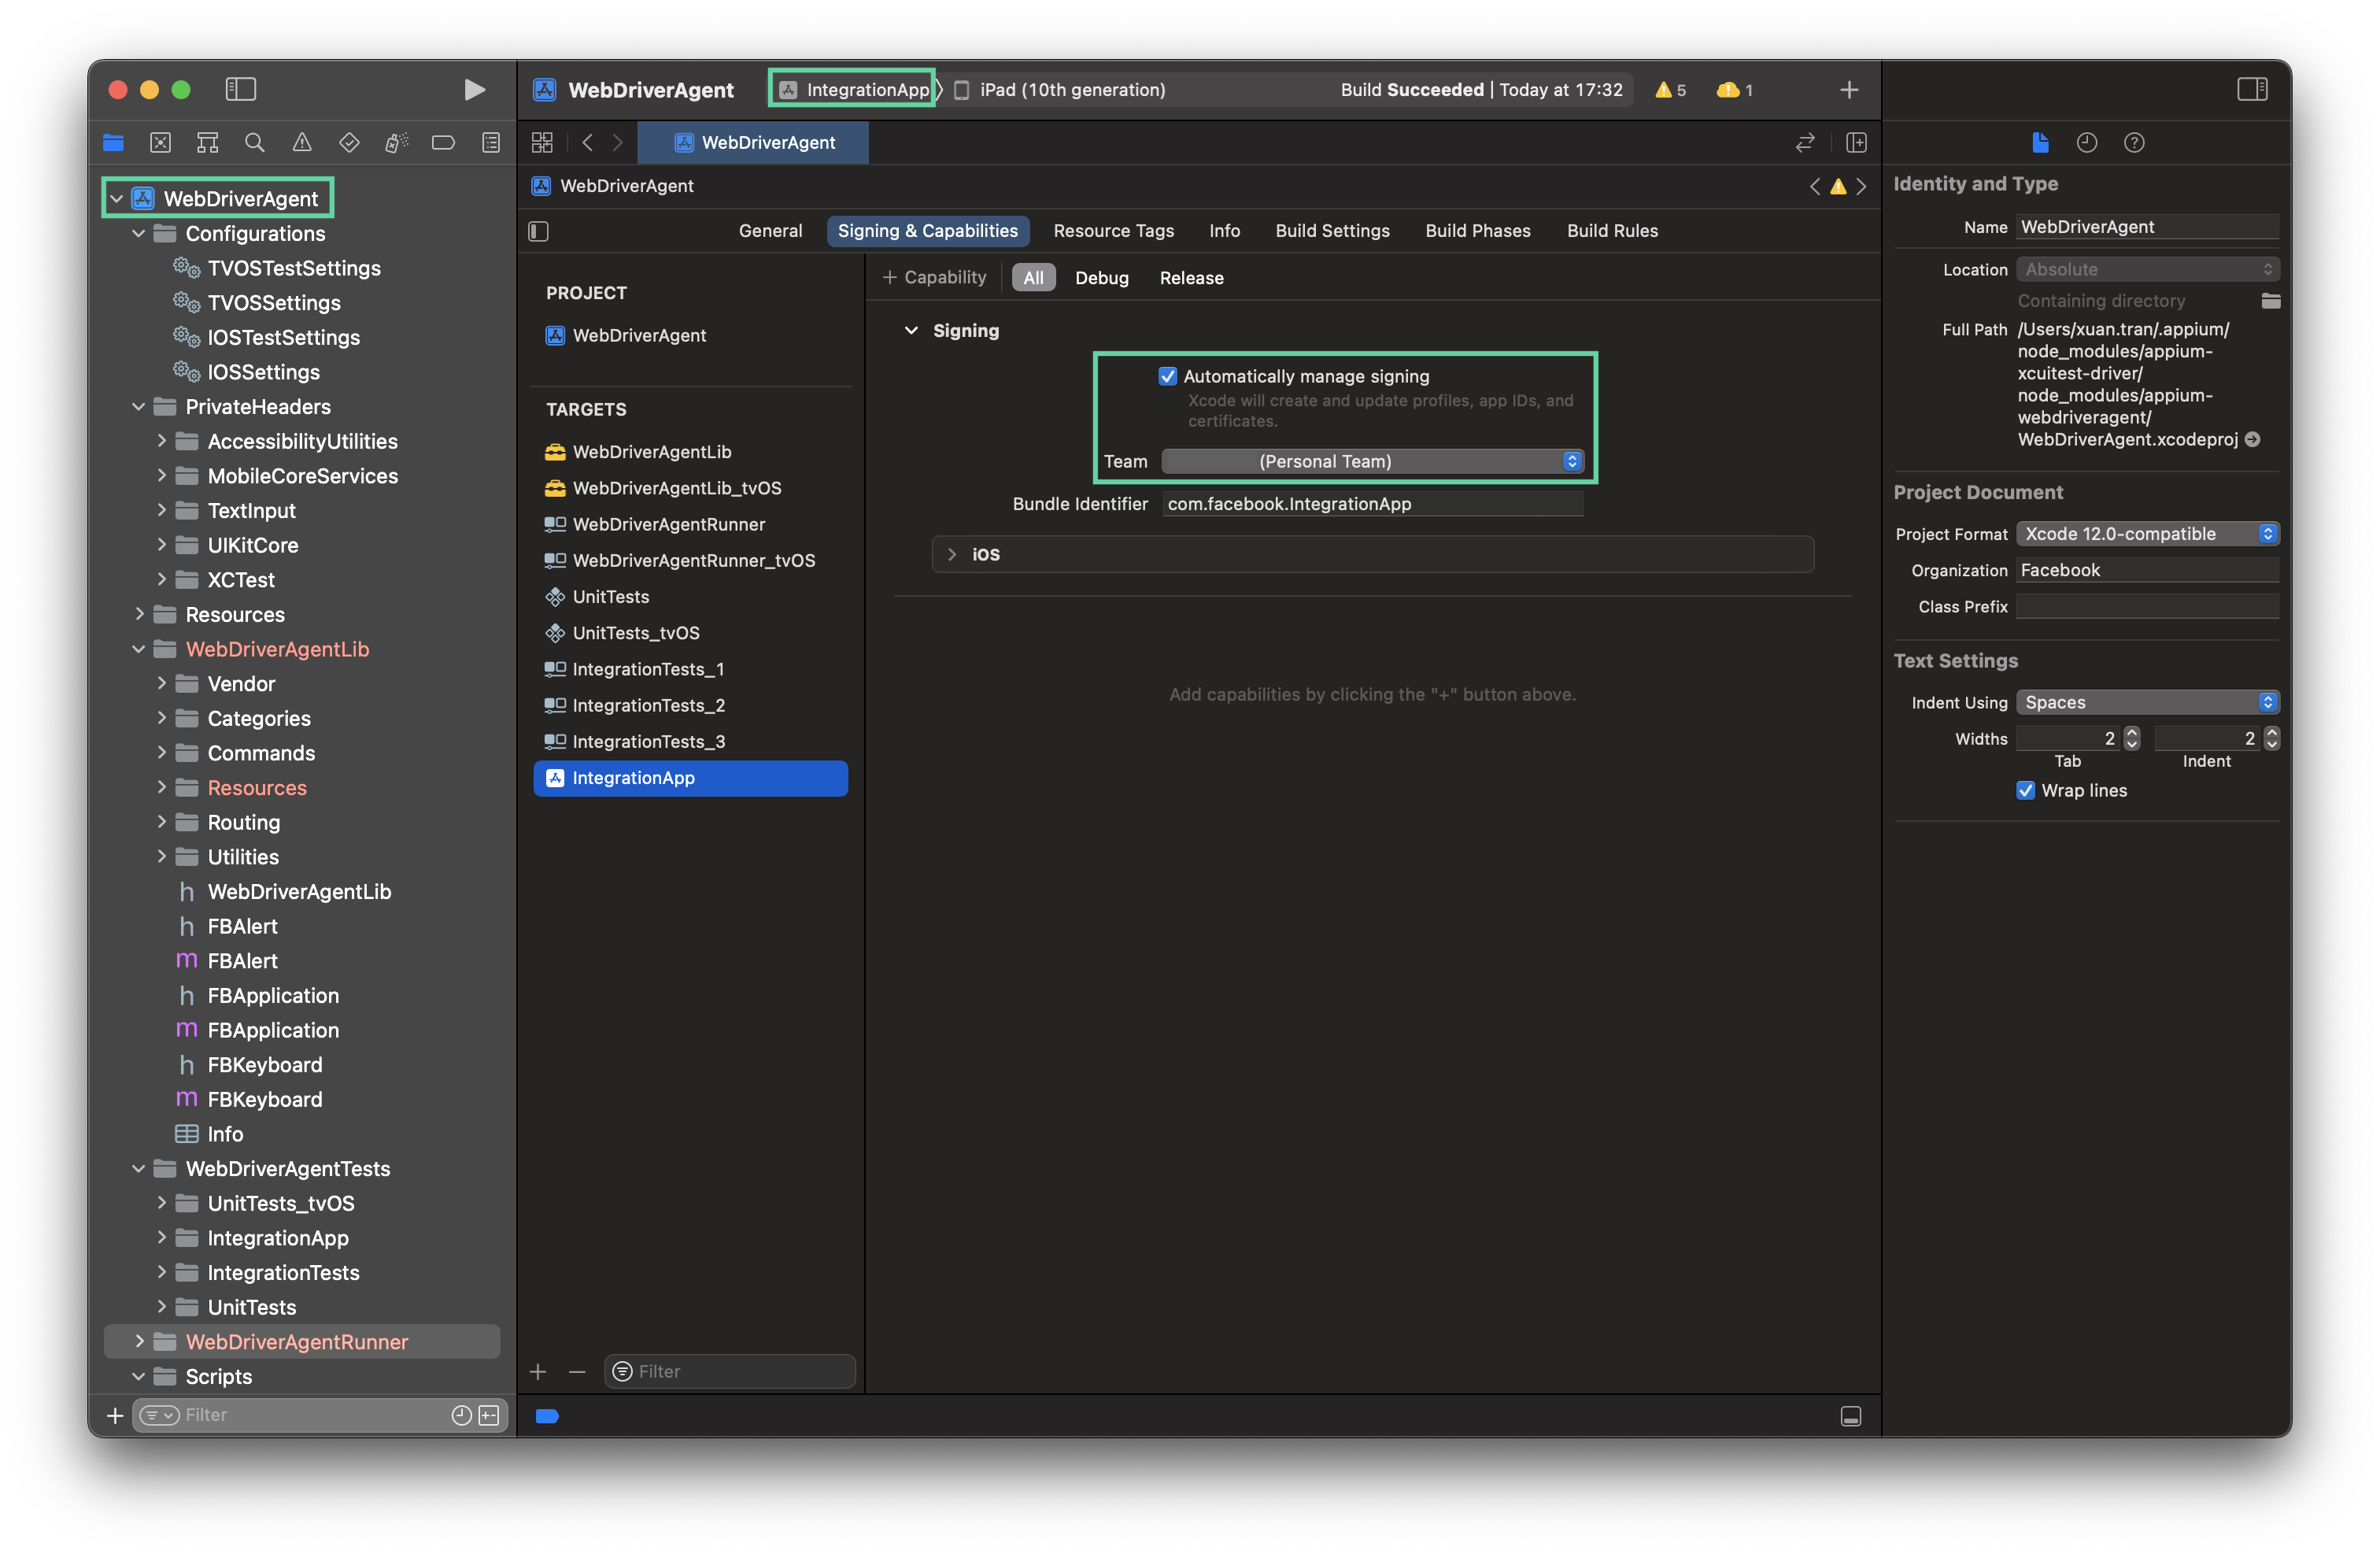 WebDriverAgent
IntegrationApp
iPad (10th generation)
Build Succeeded | Today at 17:32
5
1
WebDriverAgent
WebDriverAgent
Configurations
TVOSTestSettings
TVOSSettings
IOSTestSettings
IOSSettings
PrivateHeaders
AccessibilityUtilities
MobileCoreServices
TextInput
UIKitCore
XCTest
Resources
WebDriverAgentLib
Vendor
Categories
Commands
Resources
Routing
Utilities
h WebDriverAgentLib
h FBAlert
m FBAlert
h FBApplication
m FBApplication
h FBKeyboard
m FBKeyboard
Info
WebDriverAgentTests
UnitTests_tvOS
IntegrationApp
IntegrationTests
UnitTests
WebDriverAgentRunner
Scripts
Filter
WebDriverAgent
General
Signing & Capabilities
Resource Tags
Info
Build Settings
Build Phases
Build Rules
PROJECT
WebDriverAgent
TARGETS
WebDriverAgentLib
WebDriverAgentLib_tvOS
WebDriverAgentRunner
WebDriverAgentRunner_tvOS
UnitTests
UnitTests_tvOS
IntegrationTests_1
IntegrationTests_2
IntegrationTests_3
IntegrationApp
Filter
+ Capability
All
Debug
Release
Signing
Automatically manage signing
Xcode will create and update profiles, app IDs, and
certificates.
Team (Personal Team)
Bundle Identifier com.facebook.IntegrationApp
iOS
Add capabilities by clicking the "+" button above.
Identity and Type
Name WebDriverAgent
Location Absolute
Containing directory
Full Path /Users/xuan.tran/.appium/
node_modules/appium-
xcuitest-driver/
node_modules/appium-
webdriveragent/
WebDriverAgent.xcodeproj
Project Document
Project Format Xcode 12.0-compatible
Organization Facebook
Class Prefix
Text Settings
Indent Using Spaces
Widths 2 2
Tab Indent
Wrap lines